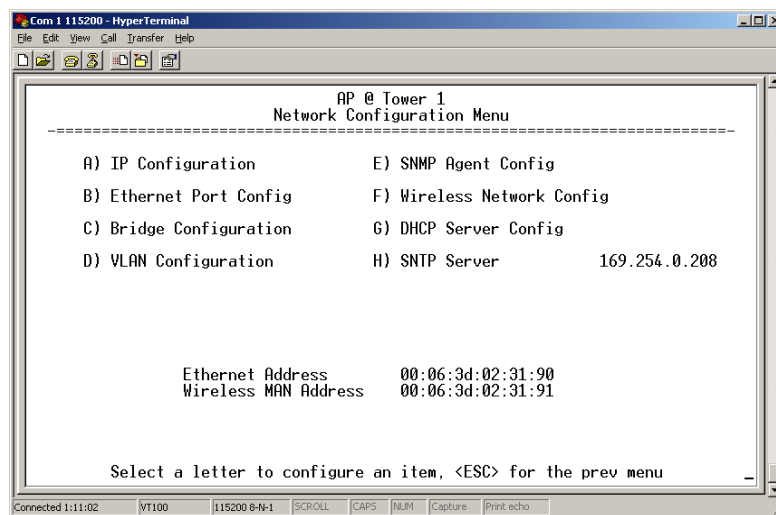 Com 1 115200 - HyperTerminal
File Edit View Call Transfer Help
AP @ Tower 1
Network Configuration Menu
-==============================================================================-
A) IP Configuration E) SNMP Agent Config
B) Ethernet Port Config F) Wireless Network Config
C) Bridge Configuration G) DHCP Server Config
D) VLAN Configuration H) SNTP Server 169.254.0.208
Ethernet Address 00:06:3d:02:31:90
Wireless MAN Address 00:06:3d:02:31:91
Select a letter to configure an item, <ESC> for the prev menu _
Connected 1:11:02 VT100 115200 8-N-1 SCROLL CAPS NUM Capture Print echo